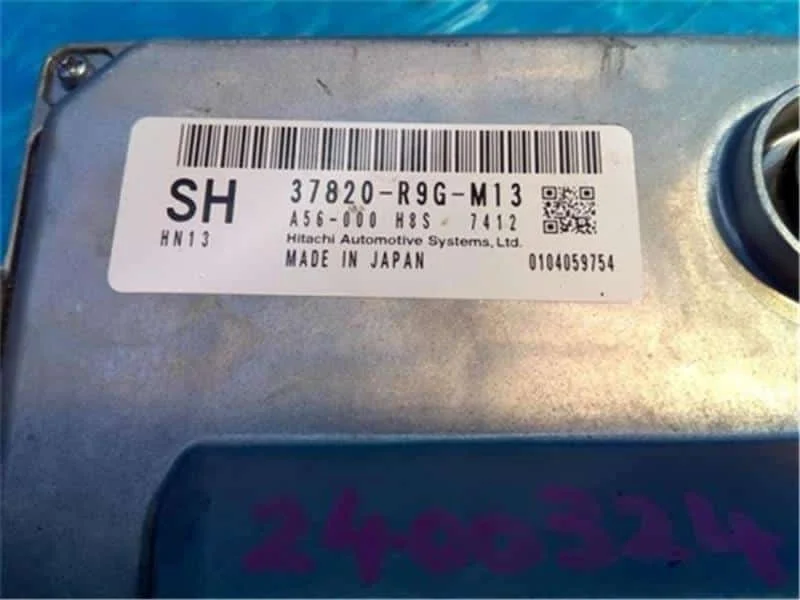 SH
37820-R9G-M13
A56-000 H8S 7412
HN13
Hitachi Automotive Systems, Ltd.
MADE IN JAPAN
0104059754
2400324